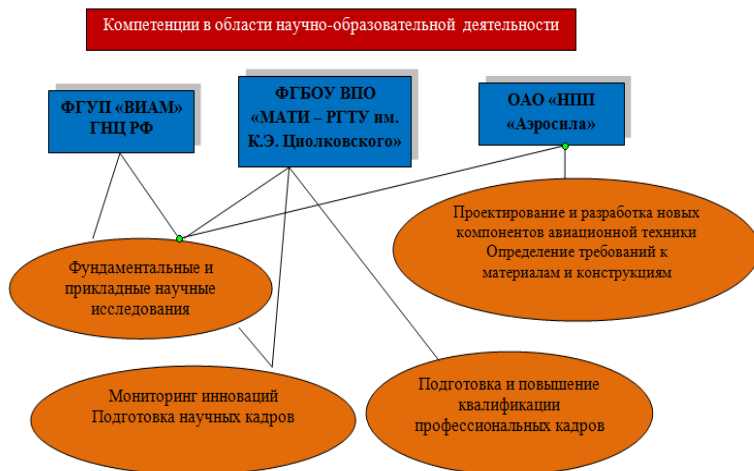 Компетенции в области научно-образовательной деятельности
ФГУП «ВИАМ»
ГНЦ РФ
ФГБОУ ВПО
«МАТИ – РГТУ им.
К.Э. Циолковского»
ОАО «НПП
«Аэросила»
Проектирование и разработка новых
компонентов авиационной техники
Определение требований к
материалам и конструкциям
Фундаментальные и
прикладные научные
исследования
Мониторинг инноваций
Подготовка научных кадров
Подготовка и повышение
квалификации
профессиональных кадров